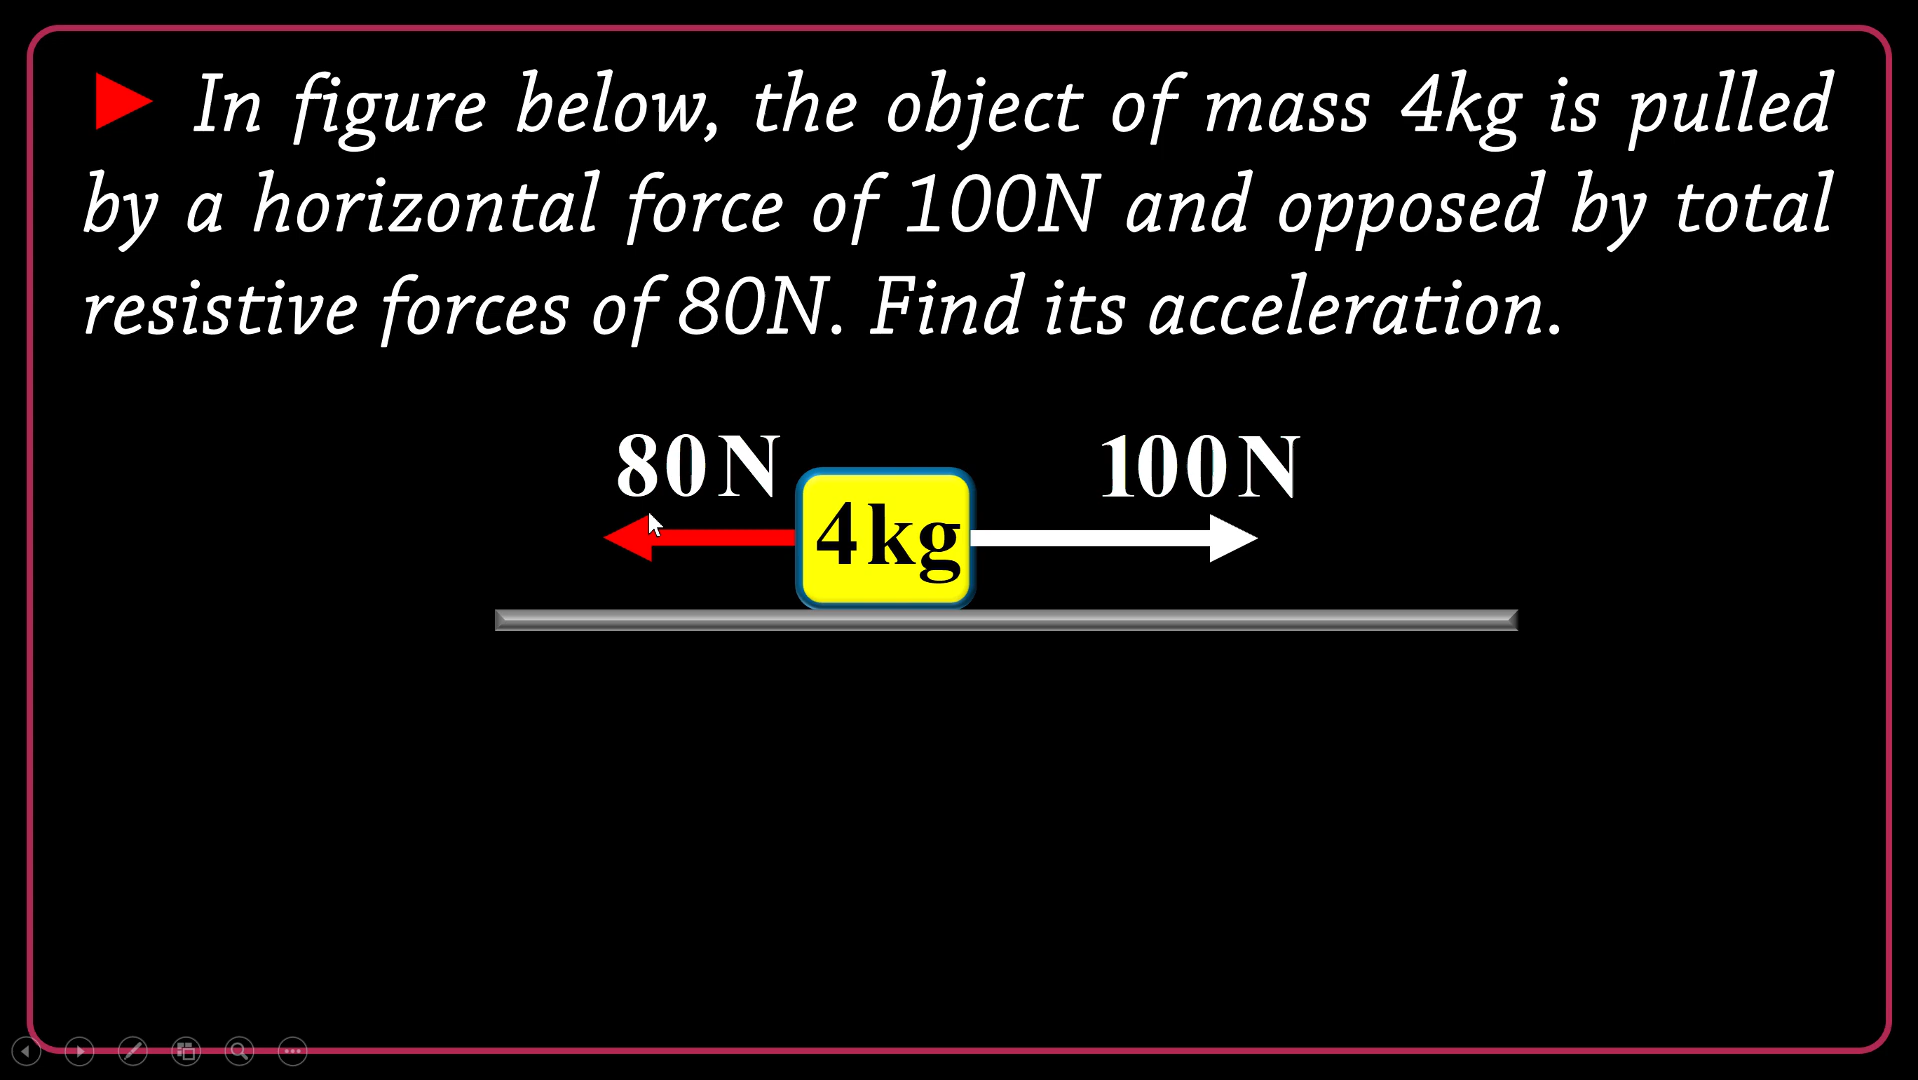 In figure below, the object of mass 4kg is pulled
by a horizontal force of 100N and opposed by total
resistive forces of 80N. Find its acceleration.
80N
100N
4kg